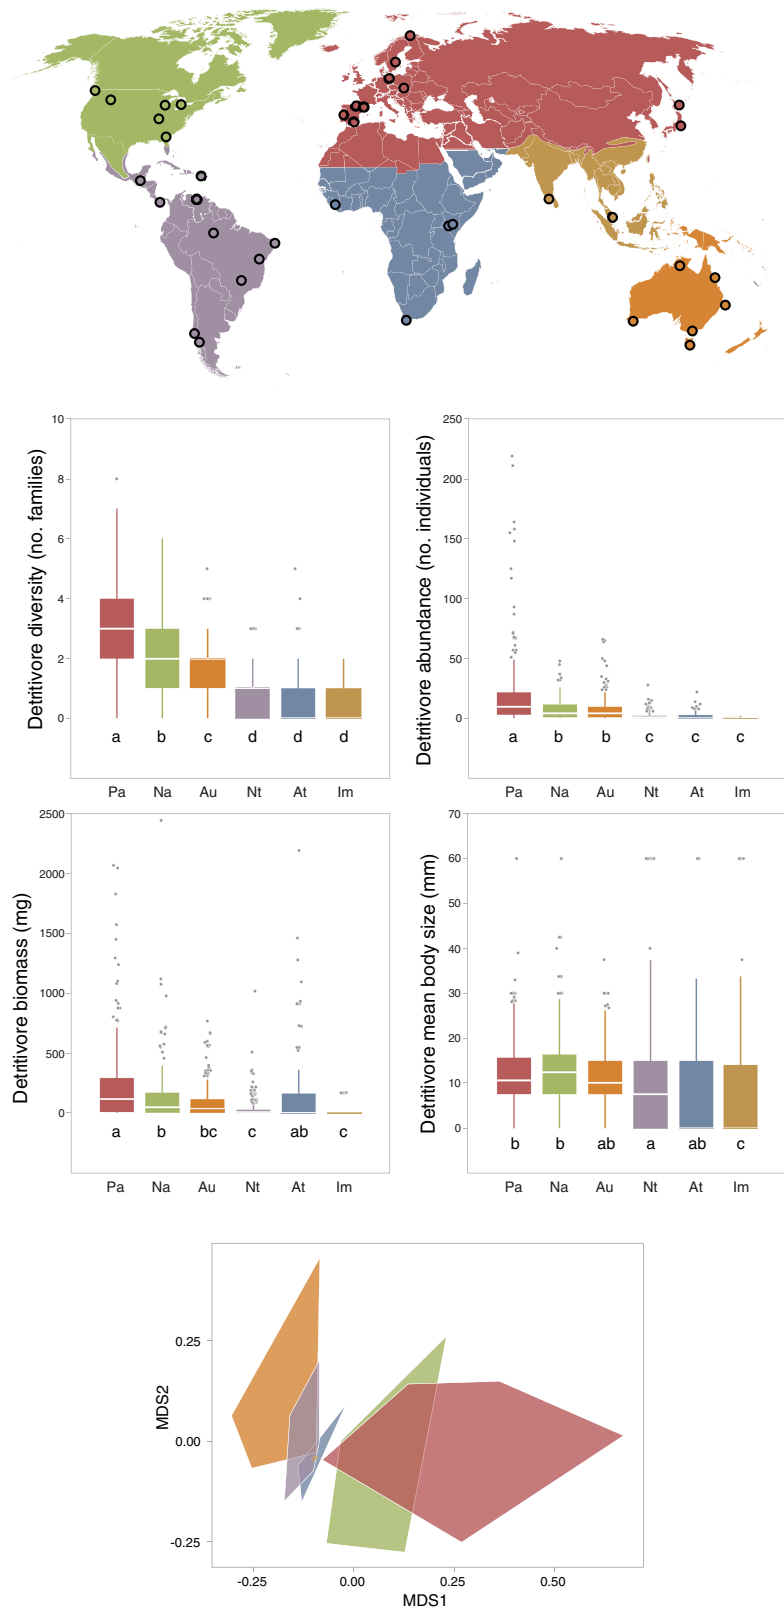 Detritivore diversity (no. families)
10
8
6
4
2
0
a b c d d d
Pa Na Au Nt At Im
Detritivore abundance (no. individuals)
250
200
150
100
50
0
a b b c c c
Pa Na Au Nt At Im
Detritivore biomass (mg)
2500
2000
1500
1000
500
0
a b bc c ab c
Pa Na Au Nt At Im
Detritivore mean body size (mm)
70
60
50
40
30
20
10
0
b b ab a ab c
Pa Na Au Nt At Im
MDS2
0.25
0.00
-0.25
-0.25 0.00 0.25 0.50
MDS1